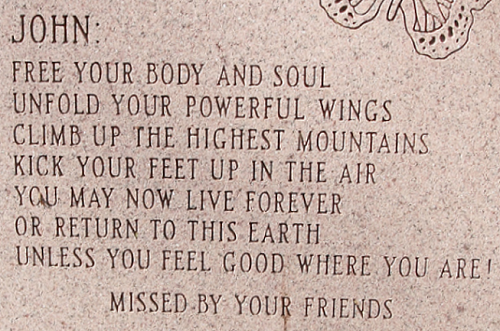 JOHN:
FREE YOUR BODY AND SOUL
UNFOLD YOUR POWERFUL WINGS
CLIMB UP THE HIGHEST MOUNTAINS
KICK YOUR FEET UP IN THE AIR
YOU MAY NOW LIVE FOREVER
OR RETURN TO THIS EARTH
UNLESS YOU FEEL GOOD WHERE YOU ARE!
MISSED BY YOUR FRIENDS